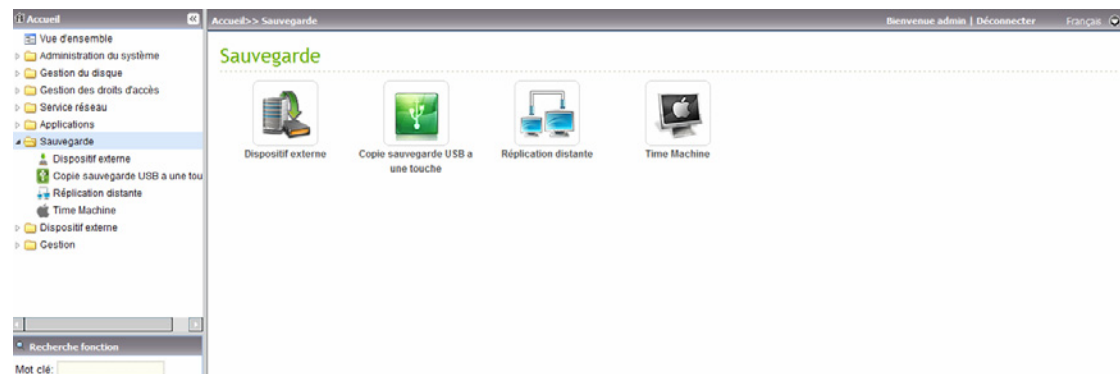 Accueil
Accueil>> Sauvegarde
Bienvenue admin | Déconnecter
Français
Vue d'ensemble
Administration du système
Gestion du disque
Gestion des droits d'accès
Service réseau
Applications
Sauvegarde
Dispositif externe
Copie sauvegarde USB a une tou
Réplication distante
Time Machine
Dispositif externe
Gestion
Recherche fonction
Mot clé:
Sauvegarde
Dispositif externe
Copie sauvegarde USB a
une touche
Réplication distante
Time Machine